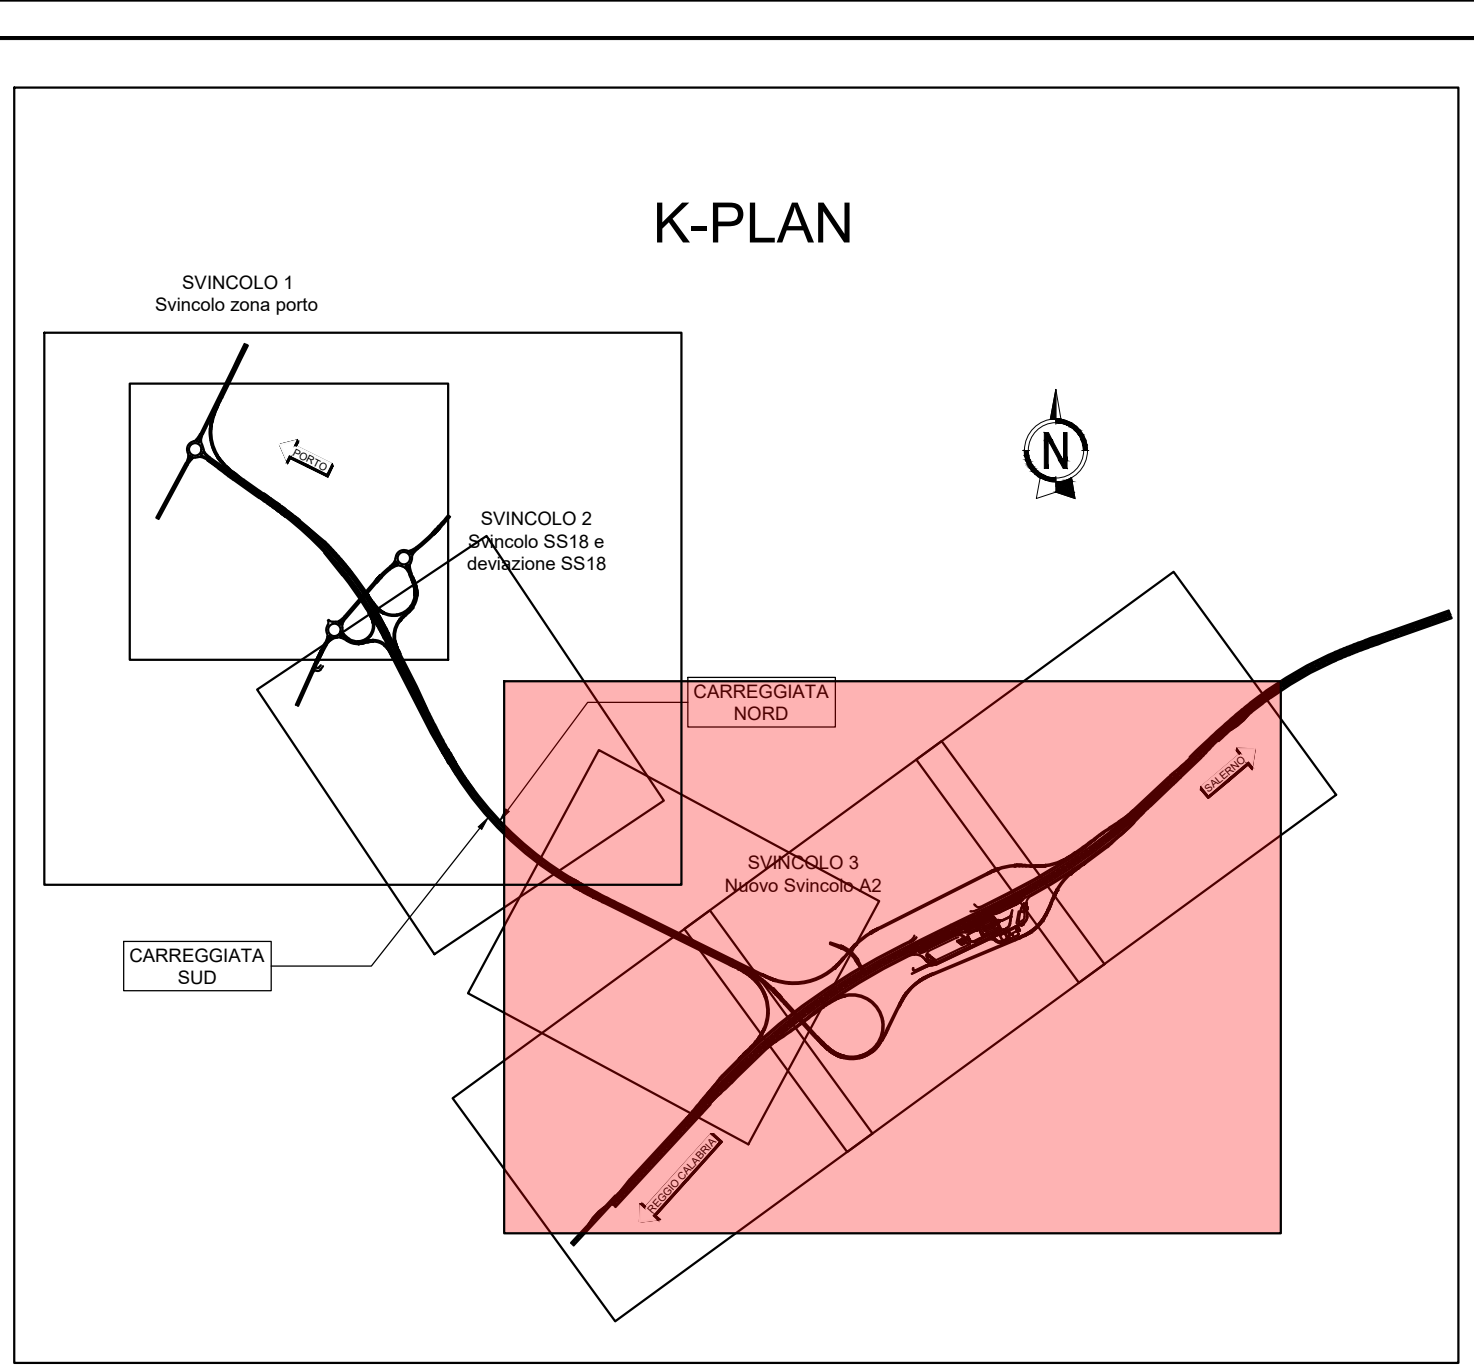 K-PLAN
SVINCOLO 1
Svincolo zona porto
PORTO
N
SVINCOLO 2
Svincolo SS18 e
deviazione SS18
CARREGGIATA
NORD
SALERNO
SVINCOLO 3
Nuovo Svincolo A2
CARREGGIATA
SUD
REGGIO CALABRIA